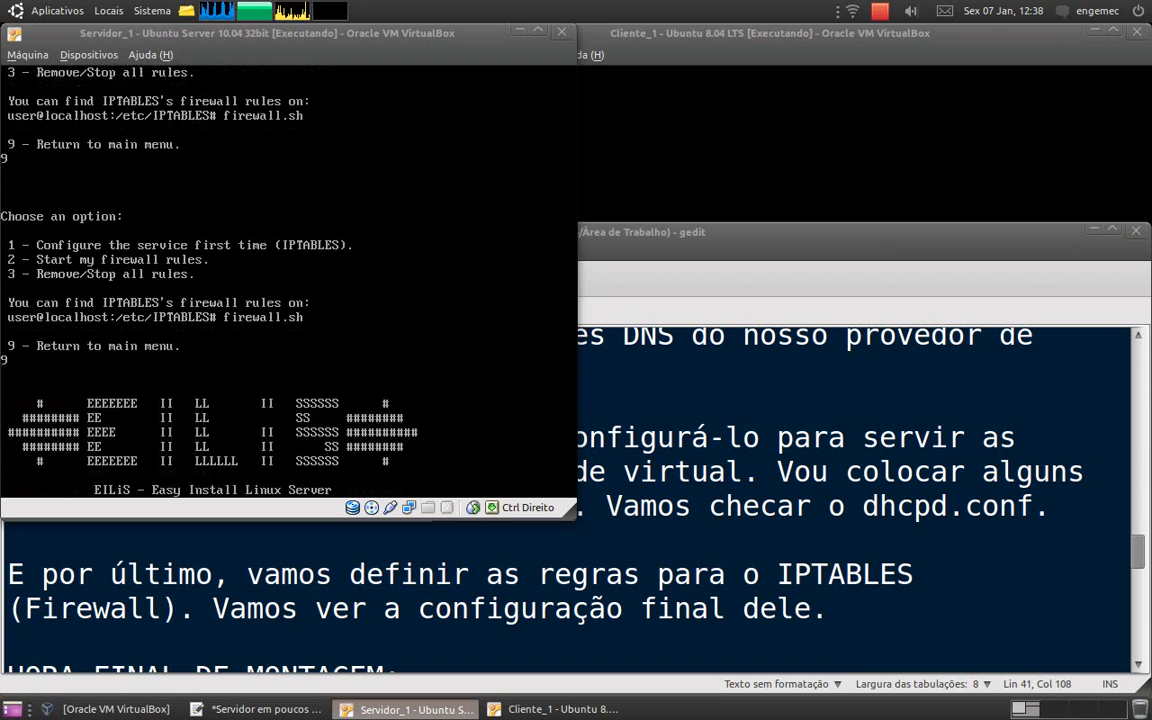 Aplicativos Locais Sistema Sex 07 Jan, 12:38 engemec
Servidor_1 - Ubuntu Server 10.04 32bit [Executando] - Oracle VM VirtualBox
Máquina Dispositivos Ajuda (H)
3 - Remove/Stop all rules.
You can find IPTABLES's firewall rules on:
user@localhost:/etc/IPTABLES# firewall.sh
9 - Return to main menu.
9
Choose an option:
1 - Configure the service first time (IPTABLES).
2 - Start my firewall rules.
3 - Remove/Stop all rules.
You can find IPTABLES's firewall rules on:
user@localhost:/etc/IPTABLES# firewall.sh
9 - Return to main menu.
9
# EEEEEEE II LL II SSSSSS #
######## EE II LL SS ########
########## EEEE II LL II SSSSSS ##########
######## EE II LL II SS ########
# EEEEEEE II LLLLLL II SSSSSS #
EILiS - Easy Install Linux Server
Ctrl Direito
Cliente_1 - Ubuntu 8.04 LTS [Executando] - Oracle VM VirtualBox
da (H)
/Área de Trabalho) - gedit
es DNS do nosso provedor de
onfigurá-lo para servir as
de virtual. Vou colocar alguns
. Vamos checar o dhcpd.conf.
E por último, vamos definir as regras para o IPTABLES
(Firewall). Vamos ver a configuração final dele.
HORA FINAL DE MONTAGEM:
Texto sem formatação Largura das tabulações: 8 Lin 41, Col 108 INS
[Oracle VM VirtualBox] *Servidor em poucos ... Servidor_1 - Ubuntu S... Cliente_1 - Ubuntu 8....